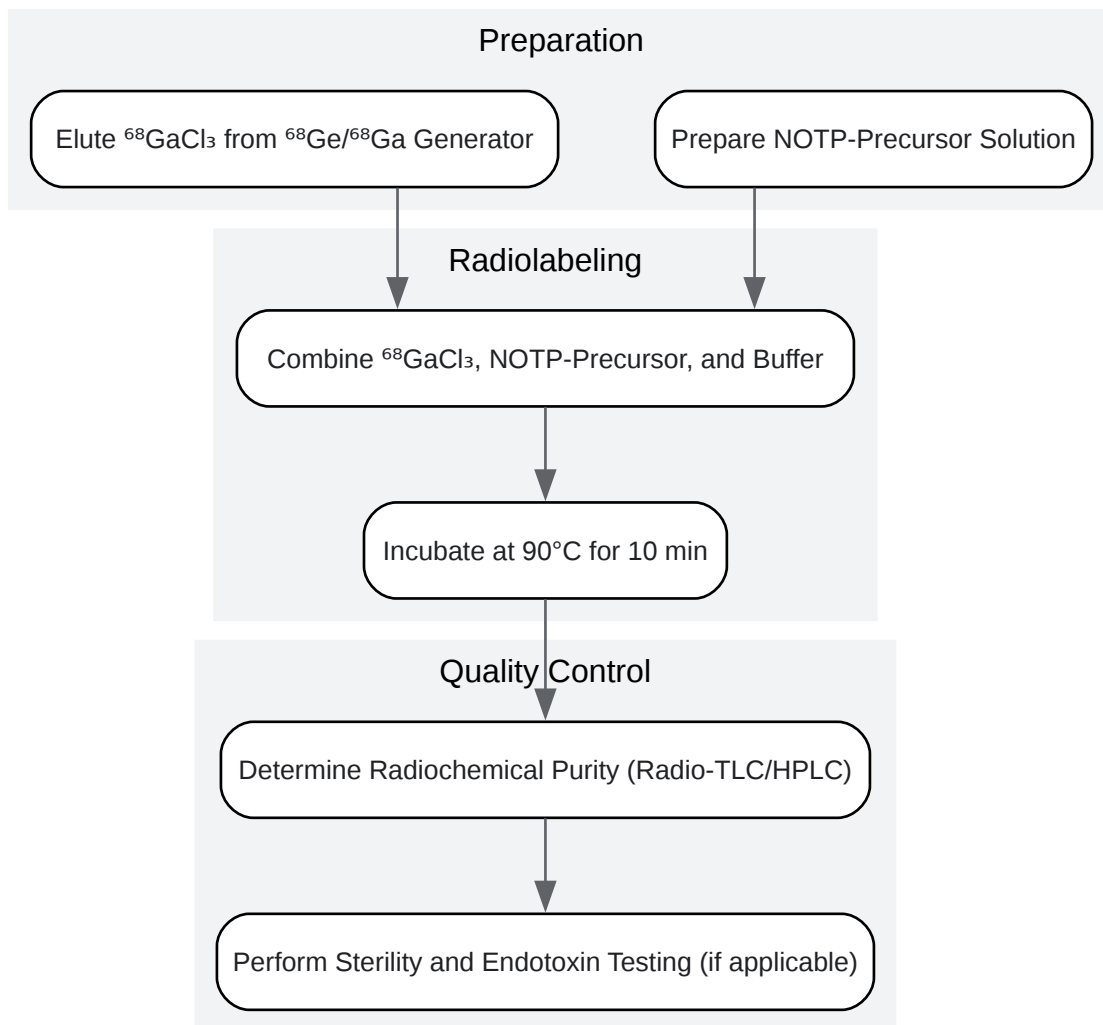 Preparation
Elute ⁶⁸GaCl₃ from ⁶⁸Ge/⁶⁸Ga Generator
Prepare NOTP-Precursor Solution
Radiolabeling
Combine ⁶⁸GaCl₃, NOTP-Precursor, and Buffer
Incubate at 90°C for 10 min
Quality Control
Determine Radiochemical Purity (Radio-TLC/HPLC)
Perform Sterility and Endotoxin Testing (if applicable)